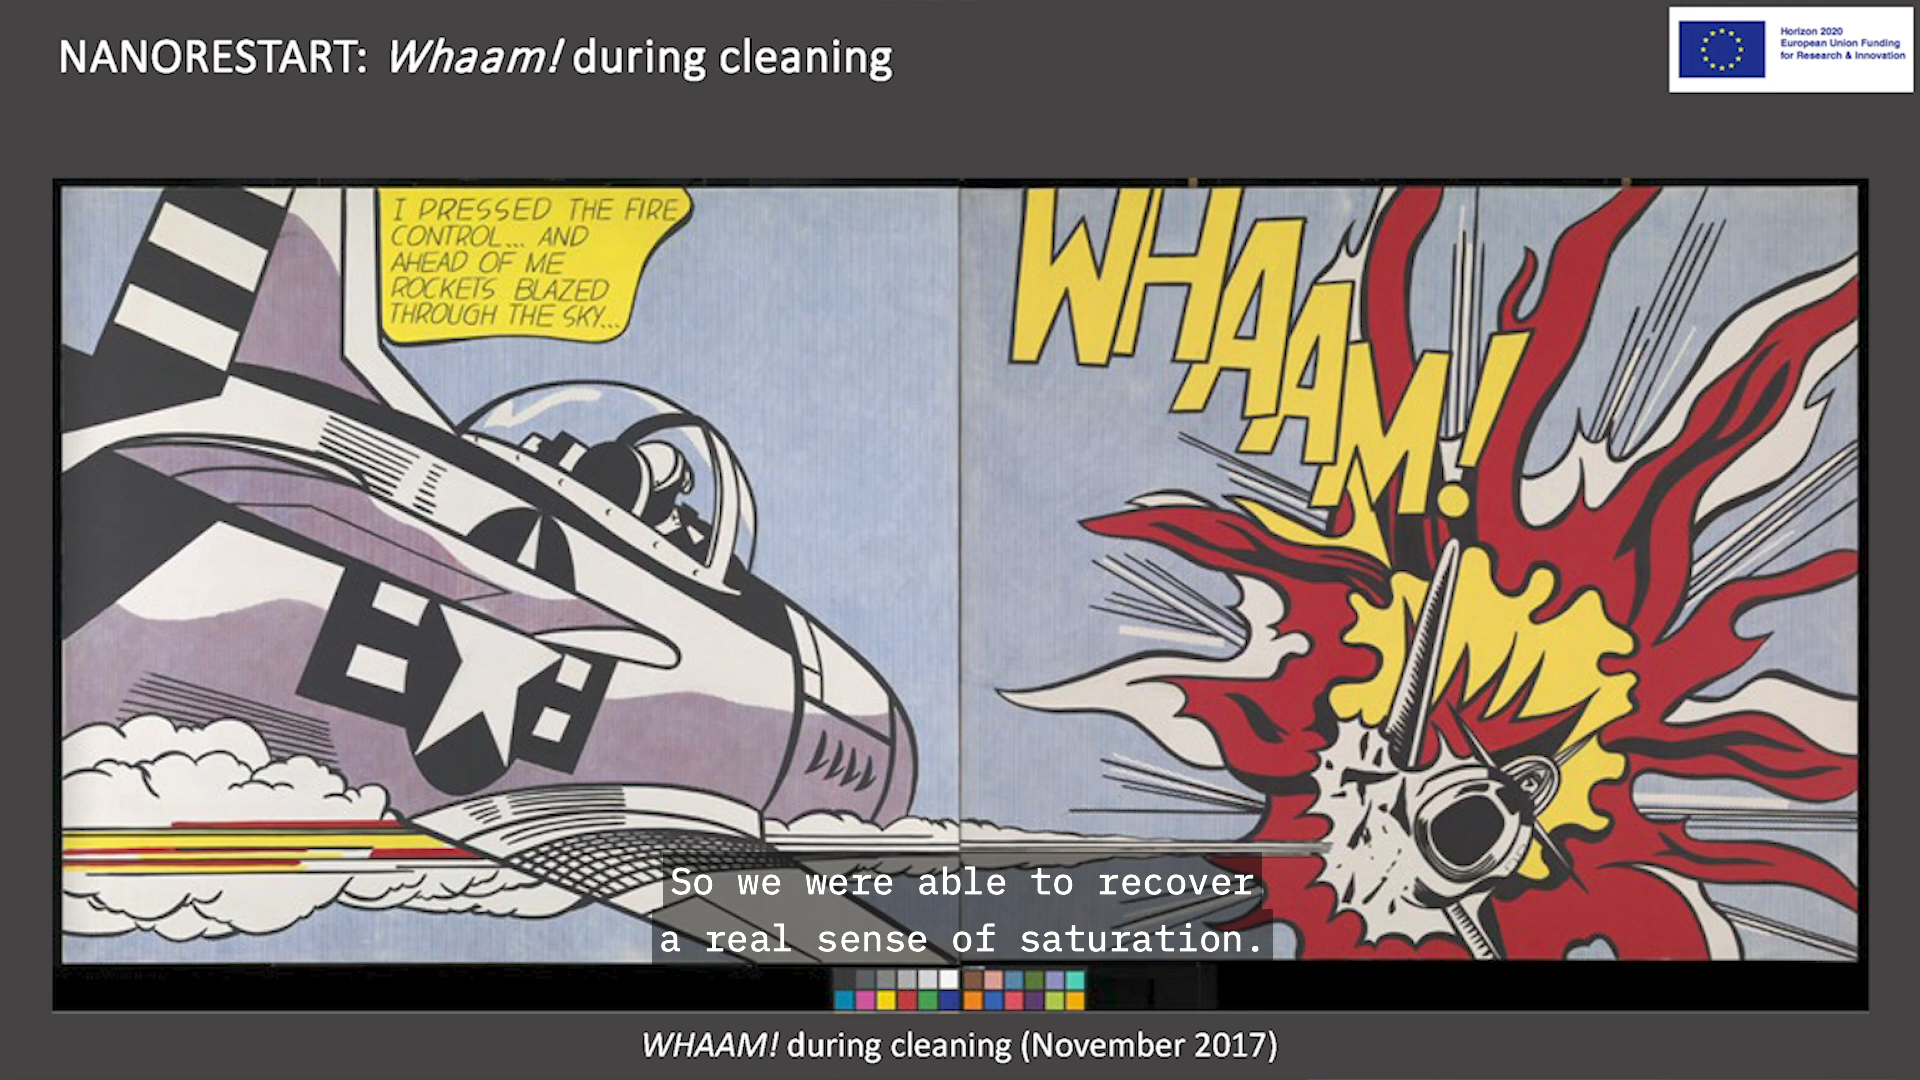 NANORESTART: Whaam! during cleaning
Horizon 2020
European Union Funding
for Research & Innovation
I PRESSED THE FIRE
CONTROL... AND
AHEAD OF ME
ROCKETS BLAZED
THROUGH THE SKY...
WHAAM!
So we were able to recover
a real sense of saturation.
WHAAM! during cleaning (November 2017)